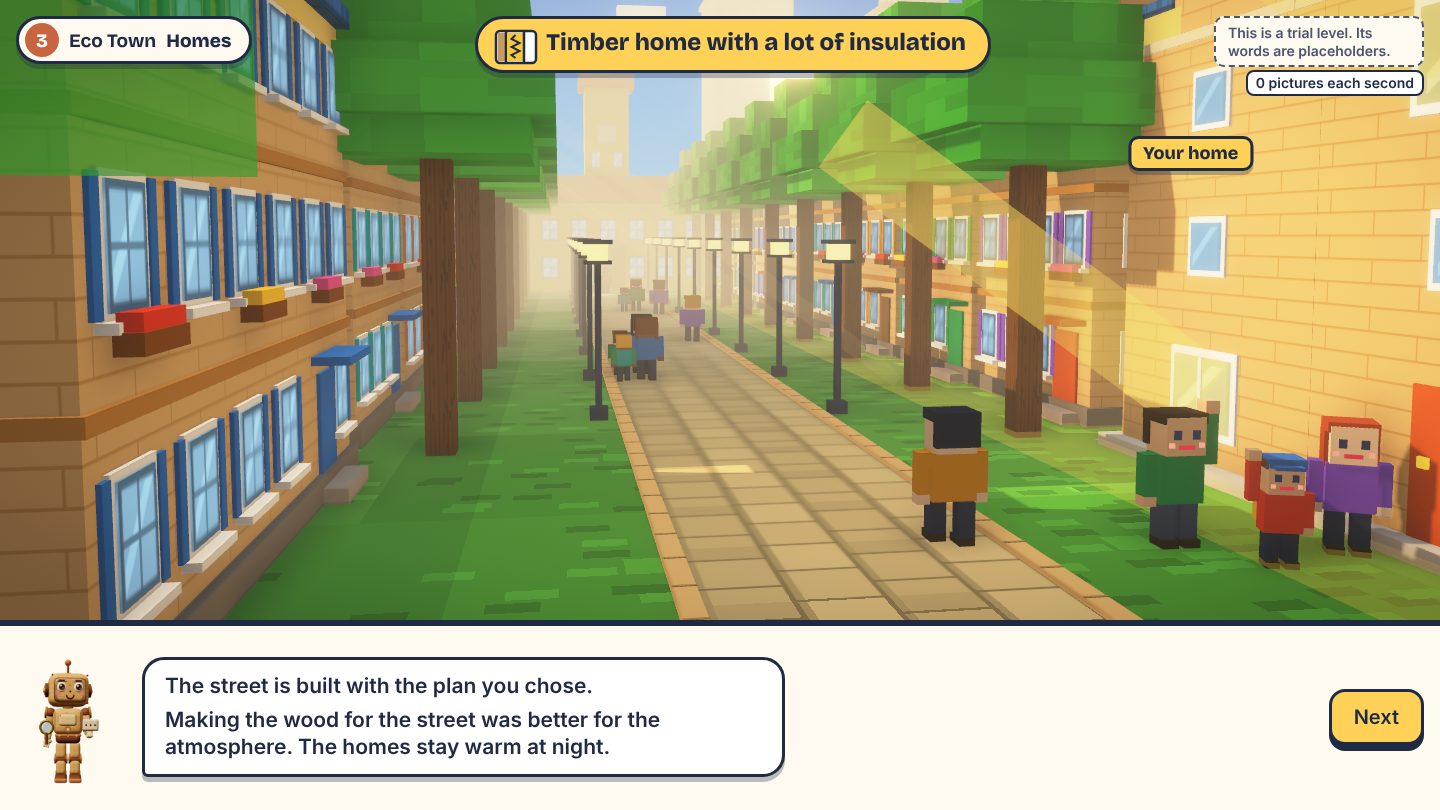 3 Eco Town Homes
Timber home with a lot of insulation
This is a trial level. Its
words are placeholders.
0 pictures each second
Your home
The street is built with the plan you chose.
Making the wood for the street was better for the
atmosphere. The homes stay warm at night.
Next